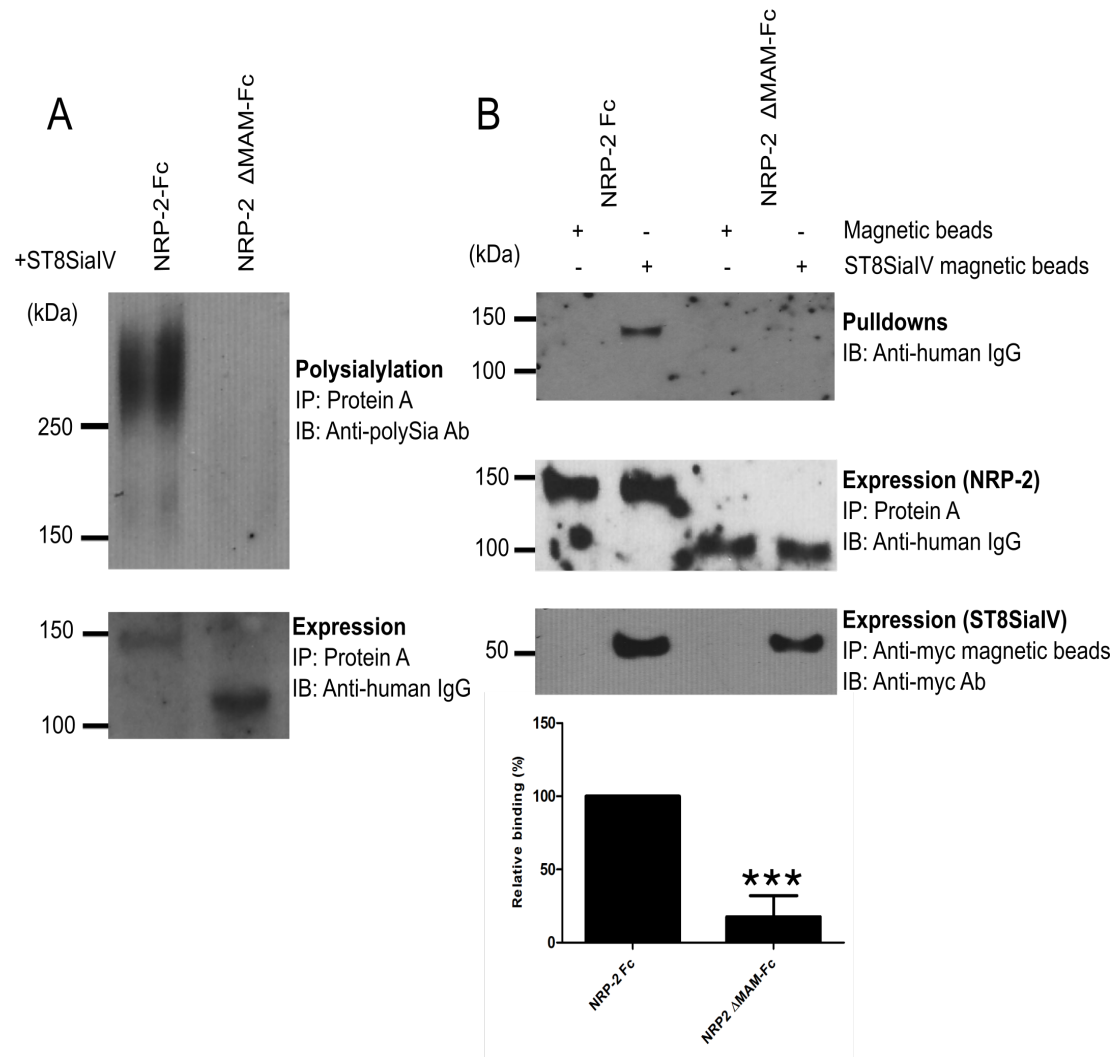 A
NRP-2-Fc
NRP-2 ΔMAM-Fc
+ST8SiaIV
(kDa)
250
150
Polysialylation
IP: Protein A
IB: Anti-polySia Ab
150
100
Expression
IP: Protein A
IB: Anti-human IgG
B
NRP-2 Fc
NRP-2 ΔMAM-Fc
+ - + - Magnetic beads
(kDa)
- + - + ST8SiaIV magnetic beads
150
100
Pulldowns
IB: Anti-human IgG
150
100
Expression (NRP-2)
IP: Protein A
IB: Anti-human IgG
50
Expression (ST8SiaIV)
IP: Anti-myc magnetic beads
IB: Anti-myc Ab
Relative binding (%)
150
100
50
0
***
NRP-2 Fc
NRP2 ΔMAM-Fc